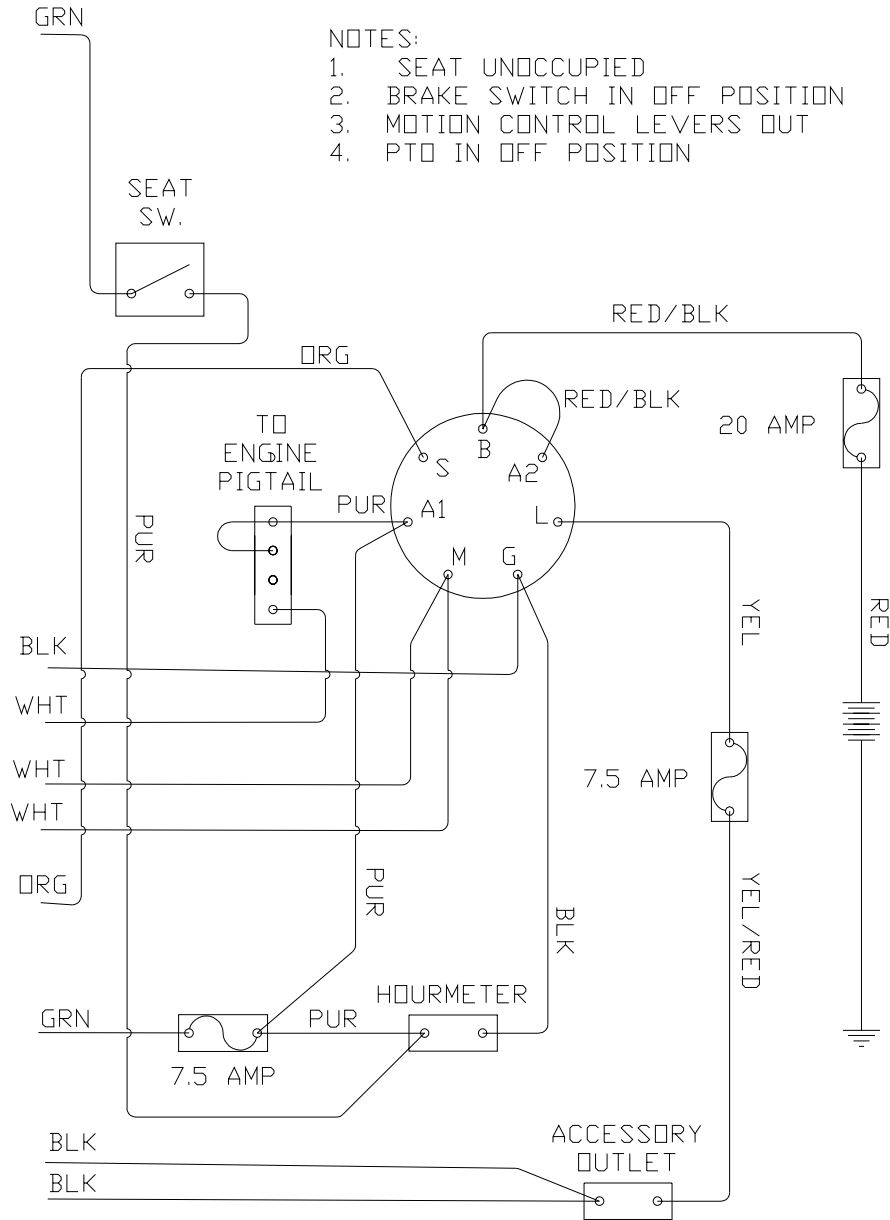 GRN
NOTES:
1. SEAT UNOCCUPIED
2. BRAKE SWITCH IN OFF POSITION
3. MOTION CONTROL LEVERS OUT
4. PTO IN OFF POSITION
SEAT
SW.
RED/BLK
ORG
RED/BLK
20 AMP
TO
ENGINE
PIGTAIL
B
S
A2
PUR
A1
L
PUR
M
G
YEL
RED
BLK
WHT
WHT
7.5 AMP
WHT
ORG
PUR
BLK
YEL/RED
HOURMETER
GRN
PUR
7.5 AMP
ACCESSORY
OUTLET
BLK
BLK